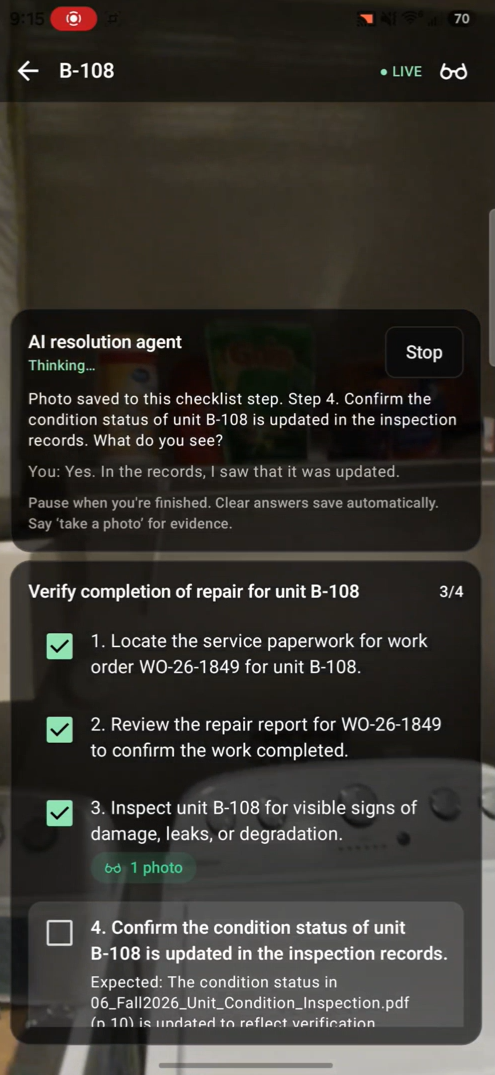 9:15
70
B-108
LIVE
AI resolution agent
Thinking…
Stop
Photo saved to this checklist step. Step 4. Confirm the
condition status of unit B-108 is updated in the inspection
records. What do you see?
You: Yes. In the records, I saw that it was updated.
Pause when you're finished. Clear answers save automatically.
Say ‘take a photo’ for evidence.
Verify completion of repair for unit B-108
3/4
1. Locate the service paperwork for work
order WO-26-1849 for unit B-108.
2. Review the repair report for WO-26-1849
to confirm the work completed.
3. Inspect unit B-108 for visible signs of
damage, leaks, or degradation.
1 photo
4. Confirm the condition status of unit
B-108 is updated in the inspection records.
Expected: The condition status in
06_Fall2026_Unit_Condition_Inspection.pdf
(p.10) is updated to reflect verification